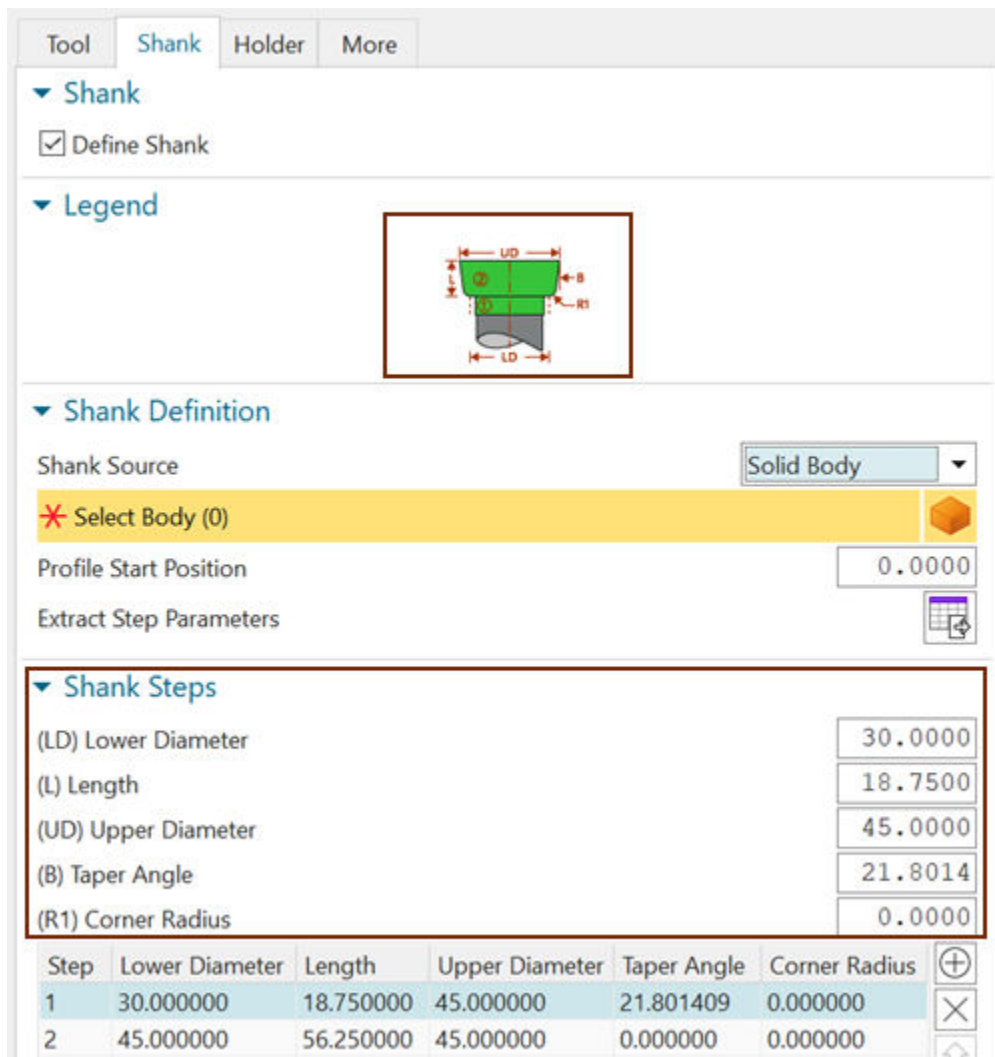 Tool Shank Holder More
Shank
Define Shank
Legend
UD
L ② B
① R1
LD
Shank Definition
Shank Source Solid Body
Select Body (0)
Profile Start Position 0.0000
Extract Step Parameters
Shank Steps
(LD) Lower Diameter 30.0000
(L) Length 18.7500
(UD) Upper Diameter 45.0000
(B) Taper Angle 21.8014
(R1) Corner Radius 0.0000
Step Lower Diameter Length Upper Diameter Taper Angle Corner Radius
1 30.000000 18.750000 45.000000 21.801409 0.000000
2 45.000000 56.250000 45.000000 0.000000 0.000000